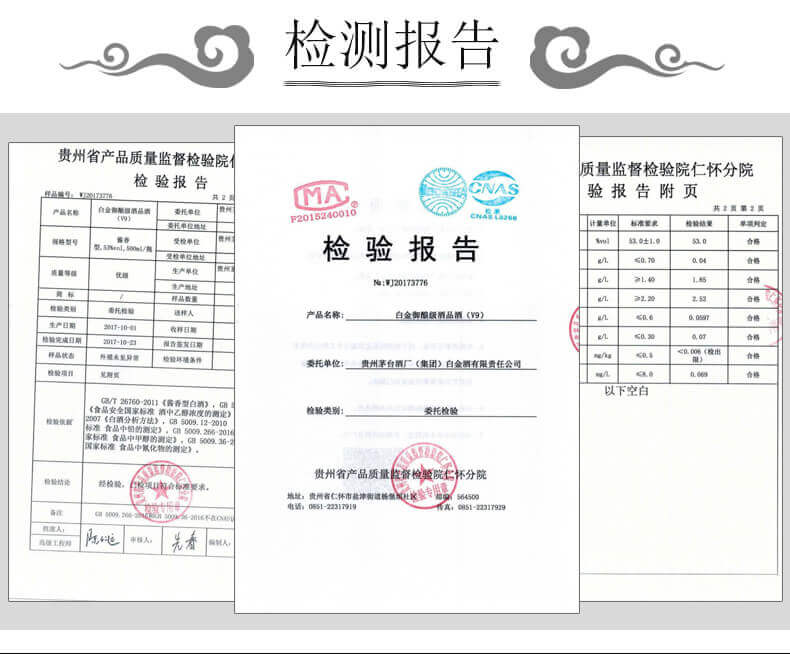 检测报告
贵州省产品质量监督检验院仁
检 验 报 告
样品编号: WJ20173776
共 2 页
产品名称
白金御酿级酒品酒
(V9)
委托单位
贵州
委托单位地址
规格型号
酱香
型,53%vol,500ml/瓶
受检单位
贵州
受检单位地址
质量等级
优级
生产单位
贵州
生产地址
商 标
/
样品数量
检验类别
委托检验
送样人
生产日期
2017-10-01
收样日期
检验完成日期
2017-10-23
报告签发日期
样品状态
外观未见异常
检验环境条件
检验项目
见附页
检验依据
GB/T 26760-2011《酱香型白酒》, GB 5
《食品安全国家标准 酒中乙醇浓度的测定》
2007《白酒分析方法》, GB 5009.12-2010
标准 食品中铅的测定》, GB 5009.266-2016
家标准 食品中甲醇的测定》, GB 5009.36-20
国家标准 食品中氰化物的测定》,
检验结论
经检验, 已检项目符合标准要求。
备注
GB 5009.266-2016
批准人:
高级工程师
审核人:
编制人:
MA
F2015240010
CNAS
检 测
CNAS L0268
检 验 报 告
№:WJ20173776
产品名称: 白金御酿级酒品酒(V9)
委托单位: 贵州茅台酒厂(集团)白金酒有限责任公司
检验类别: 委托检验
贵州省产品质量监督检验院仁怀分院
地址: 贵州省仁怀市盐津街道杨堡坝社区 邮编: 564500
电话: 0851-22317919 传真: 0851-22317929
质量监督检验院仁怀分院
验 报 告 附 页
共 2 页 第 2 页
计量单位 标准要求 检验结果 单项判定
%vol 53.0±1.0 53.0 合格
g/L ≤0.70 0.04 合格
g/L ≥1.40 1.85 合格
g/L ≥2.20 2.53 合格
g/L ≤0.6 0.0597 合格
g/L ≤0.30 0.07 合格
mg/kg ≤0.5 <0.006(检出限) 合格
mg/L ≤8.0 0.069 合格
以下空白